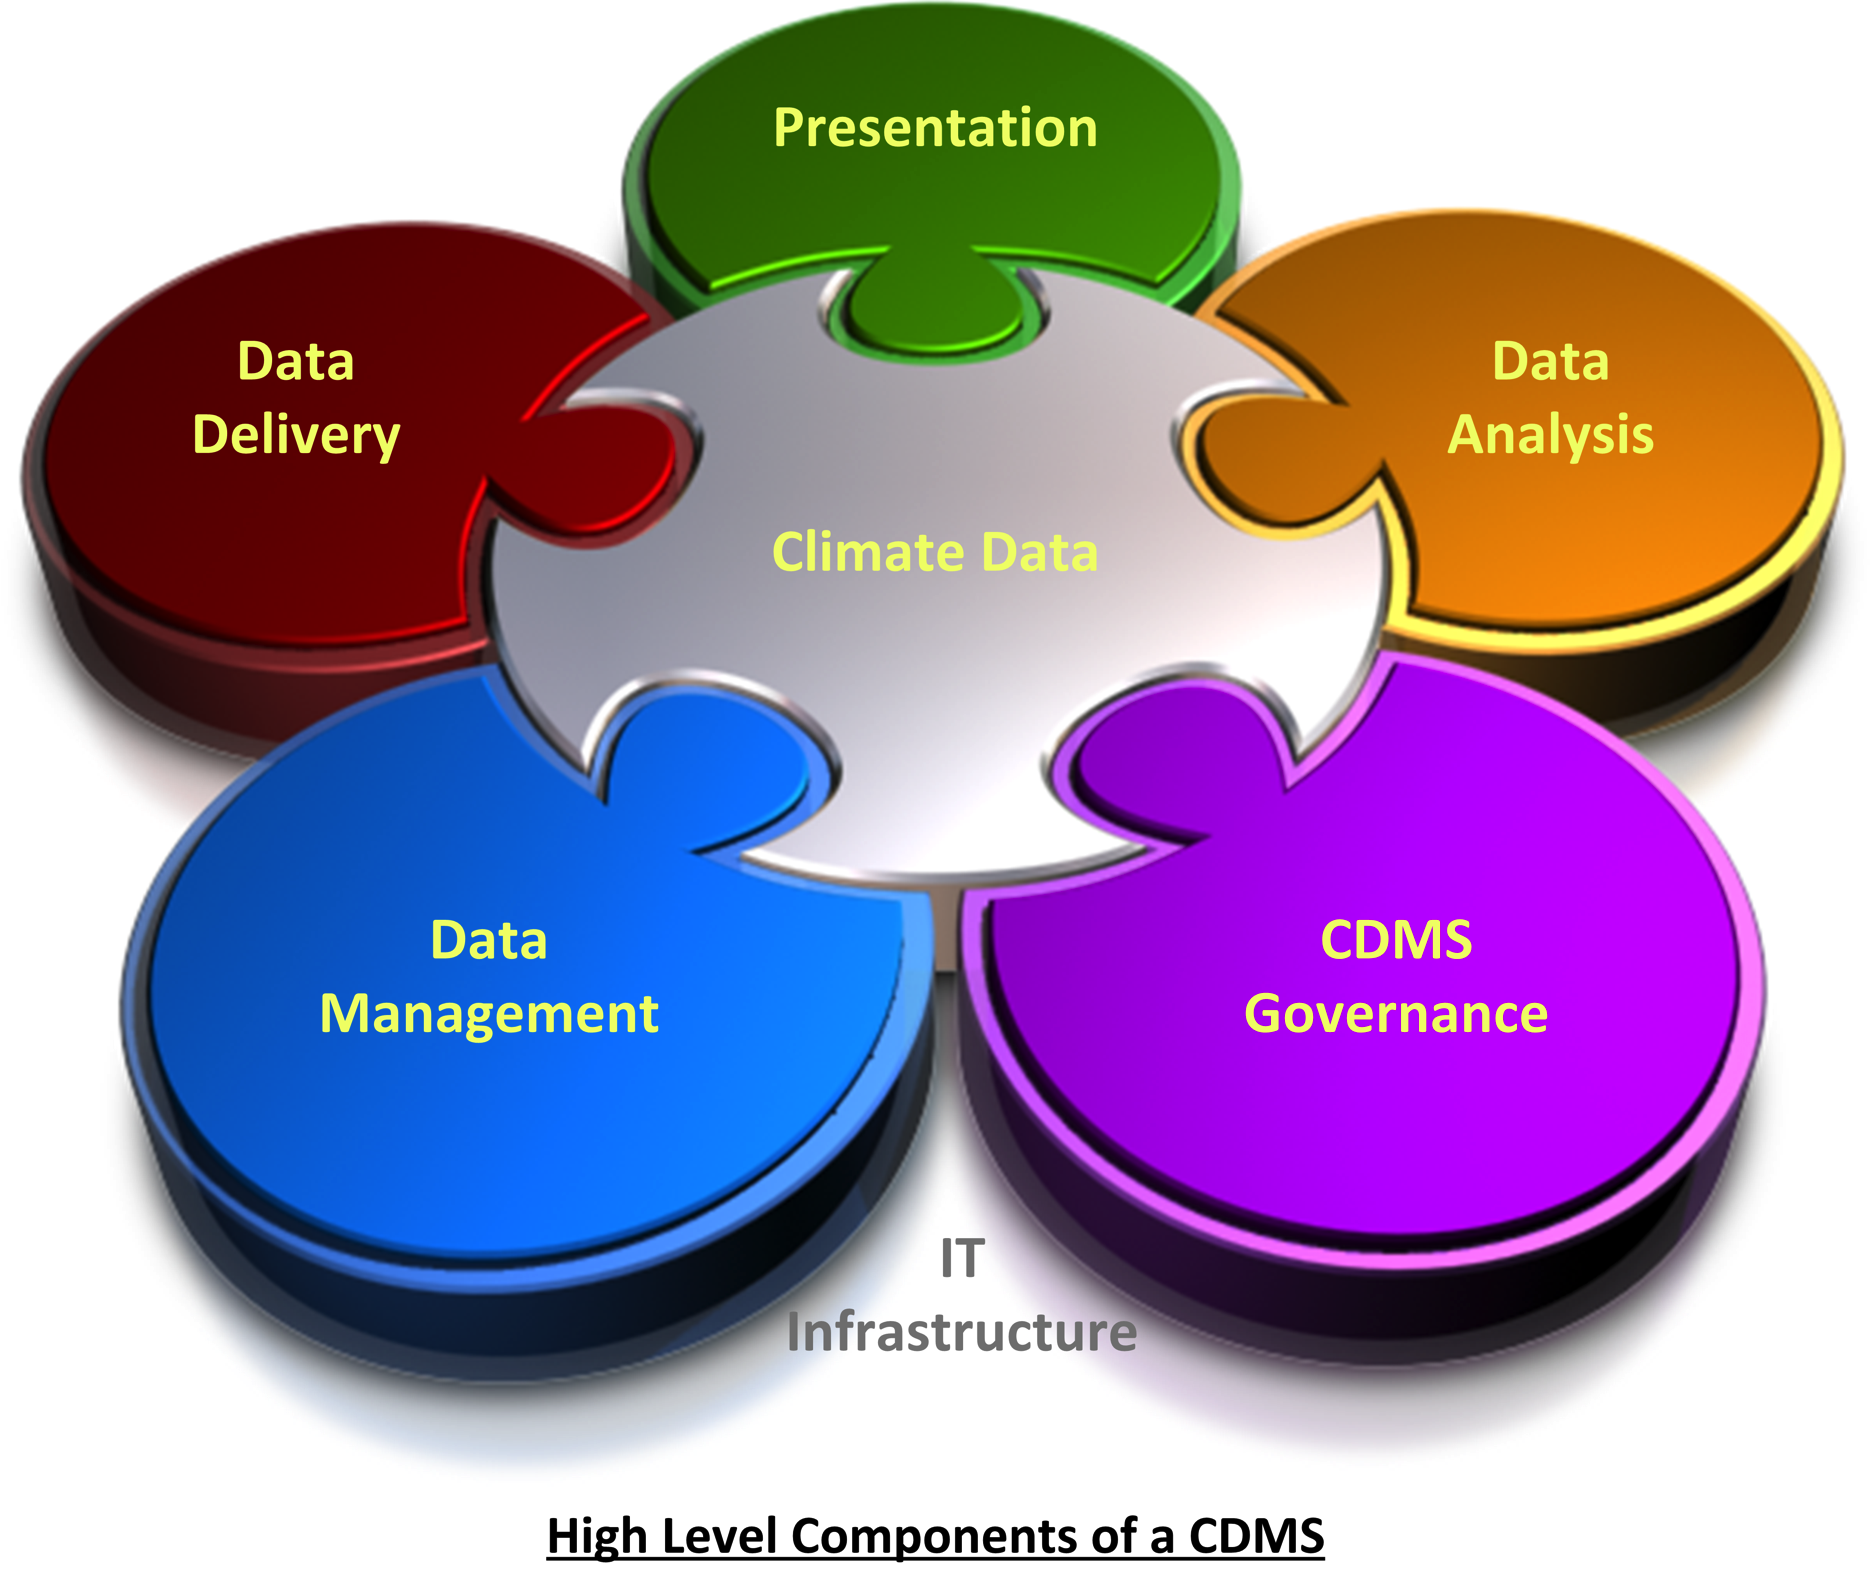 Presentation
Data
Delivery
Data
Analysis
Climate Data
Data
Management
CDMS
Governance
IT
Infrastructure
High Level Components of a CDMS